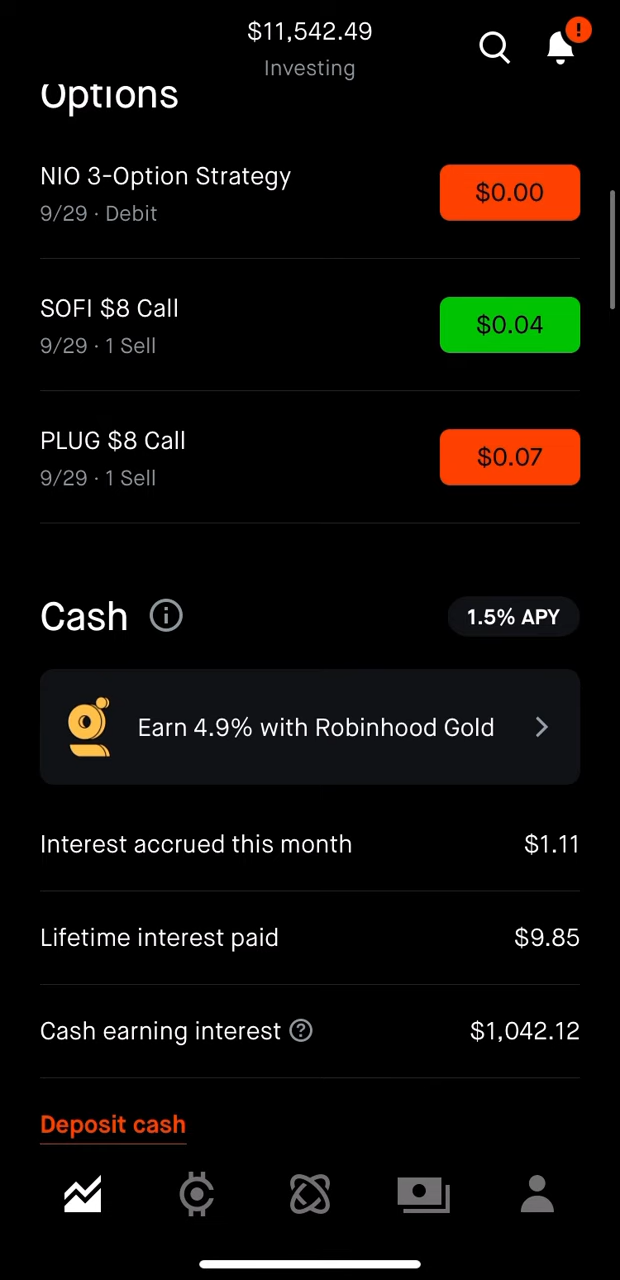 $11,542.49
Investing
!
Options
NIO 3-Option Strategy
9/29 · Debit
$0.00
SOFI $8 Call
9/29 · 1 Sell
$0.04
PLUG $8 Call
9/29 · 1 Sell
$0.07
Cash
1.5% APY
Earn 4.9% with Robinhood Gold
Interest accrued this month
$1.11
Lifetime interest paid
$9.85
Cash earning interest
$1,042.12
Deposit cash